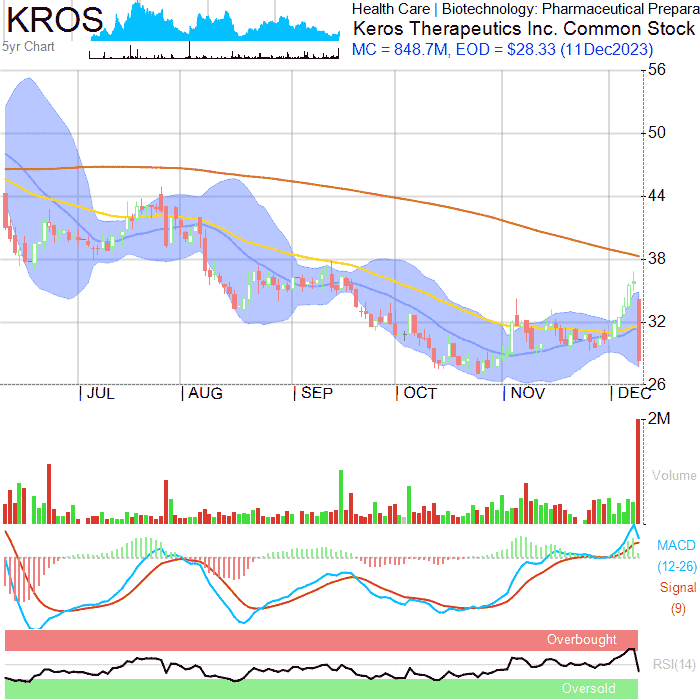 KROS
5yr Chart
Health Care | Biotechnology: Pharmaceutical Prepara
Keros Therapeutics Inc. Common Stock
MC = 848.7M, EOD = $28.33 (11Dec2023)
56
50
44
38
32
26
| JUL | AUG | SEP | OCT | NOV | DEC
2M
Volume
MACD
(12-26)
Signal
(9)
Overbought
RSI(14)
Oversold